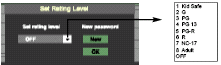 Set Rating Level
Set rating level
New password
OFF
New
OK
1 Kid Safe
2 G
3 PG
4 PG 13
5 PG-R
6 R
7 NC-17
8 Adult
OFF